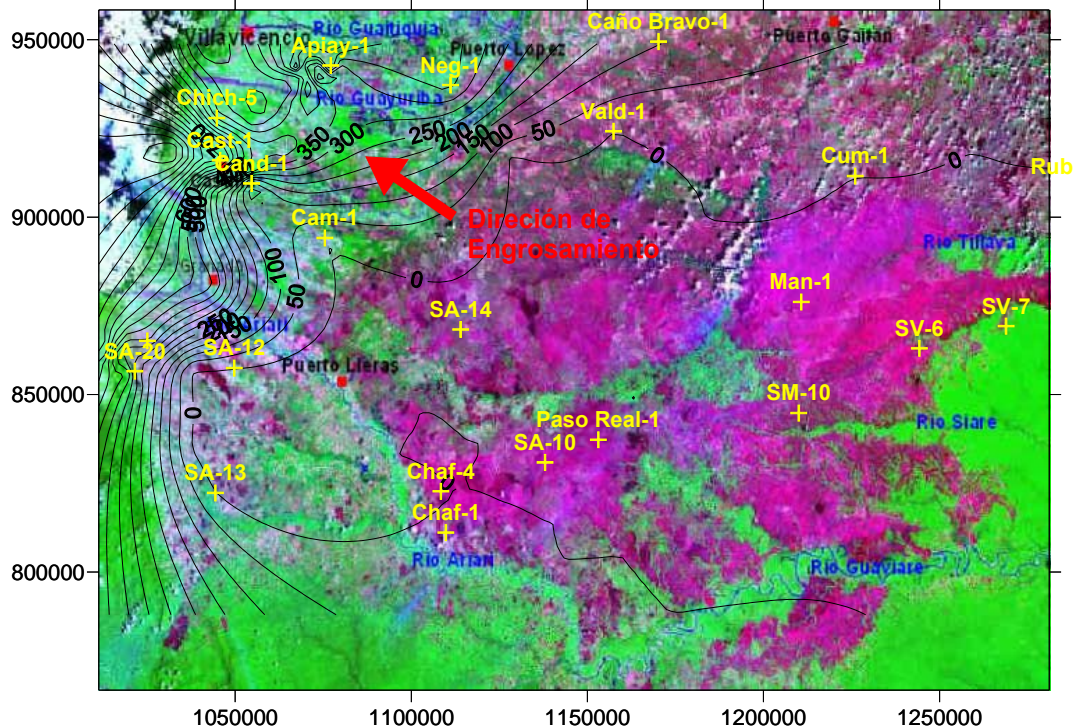 950000
900000
850000
800000
1050000
1100000
1150000
1200000
1250000
Villavicencio
Rio Guatiquia
Apiay-1
Puerto Lopez
Caño Bravo-1
Puerto Gaitan
Neg-1
Chich-5
Rio Guayuriba
Vald-1
Cast-1
350
300
250
200
150
100
50
0
Cum-1
0
Rub
Cand-1
Cam-1
Direción de
Engrosamiento
Rio Tillava
100
50
0
Man-1
SA-14
SV-7
SV-6
SA-20
SA-12
Puerto Lleras
SM-10
0
Paso Real-1
Rio Siare
SA-10
SA-13
Chaf-4
Chaf-1
Rio Ariari
Rio Guaviare